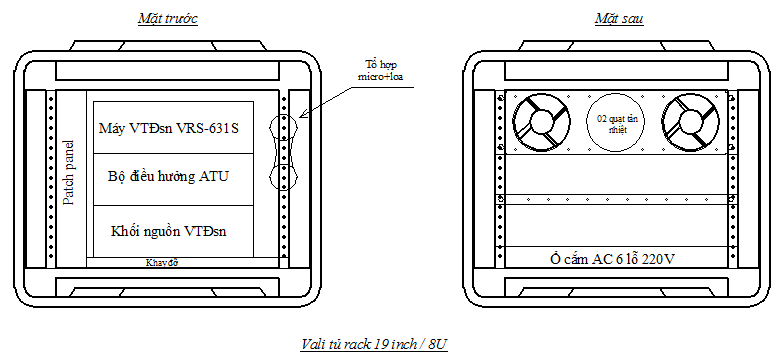 Mặt trước
Mặt sau
Tổ hợp
micro+loa
Patch panel
Máy VTĐsn VRS-631S
Bộ điều hưởng ATU
Khối nguồn VTĐsn
Khay đỡ
02 quạt tản
nhiệt
Ổ cắm AC 6 lỗ 220V
Vali tủ rack 19 inch / 8U